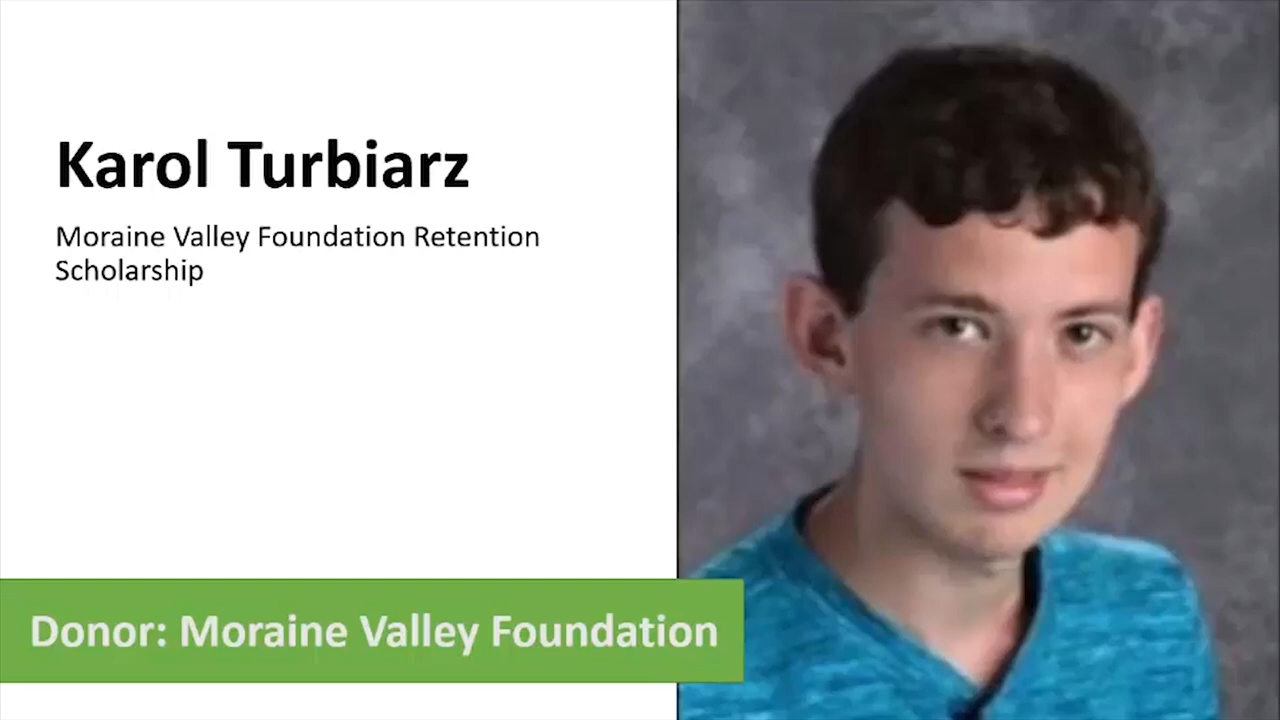 Karol Turbiarz
Moraine Valley Foundation Retention
Scholarship
Donor: Moraine Valley Foundation